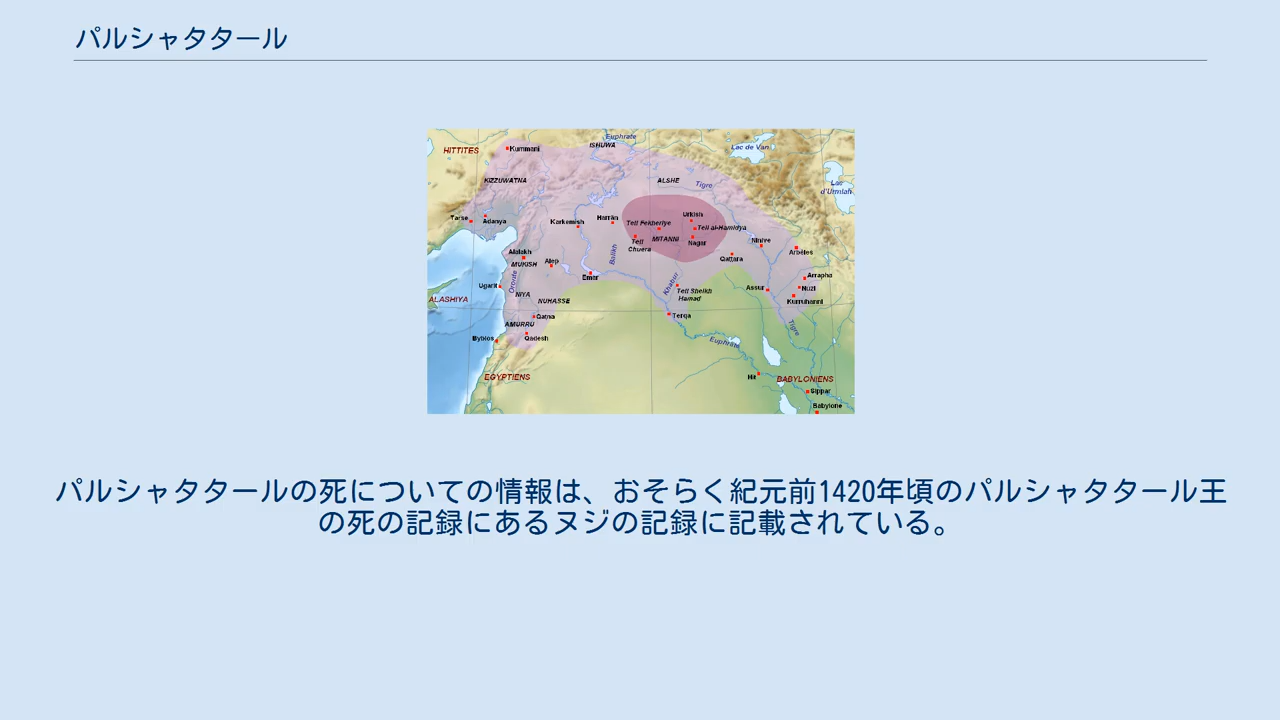 パルシャタタール
Euphrate
HITTITES
Kummani
ISHUWA
Lac de Van
KIZZUWATNA
ALSHE
Tigre
Lac
d'Urmiah
Tarse
Adanya
Karkemish
Harrān
Tell Fekheriye
Urkish
Tell al-Hamidya
Tell
Chuera
MITANNI
Nagar
Ninive
Arbèles
Alalakh
MUKISH
Alep
Balikh
Qattara
Emar
Oronte
Khabur
Arrapha
Ugarit
NIYA
NUHASSE
Tell Sheikh
Hamad
Assur
Nuzi
Kurruhanni
ALASHIYA
Qatna
Terqa
AMURRU
Tigre
Byblos
Qadesh
Euphrate
EGYPTIENS
Hit
BABYLONIENS
Sippar
Babylone
パルシャタタールの死についての情報は、おそらく紀元前1420年頃のパルシャタタール王
の死の記録にあるヌジの記録に記載されている。